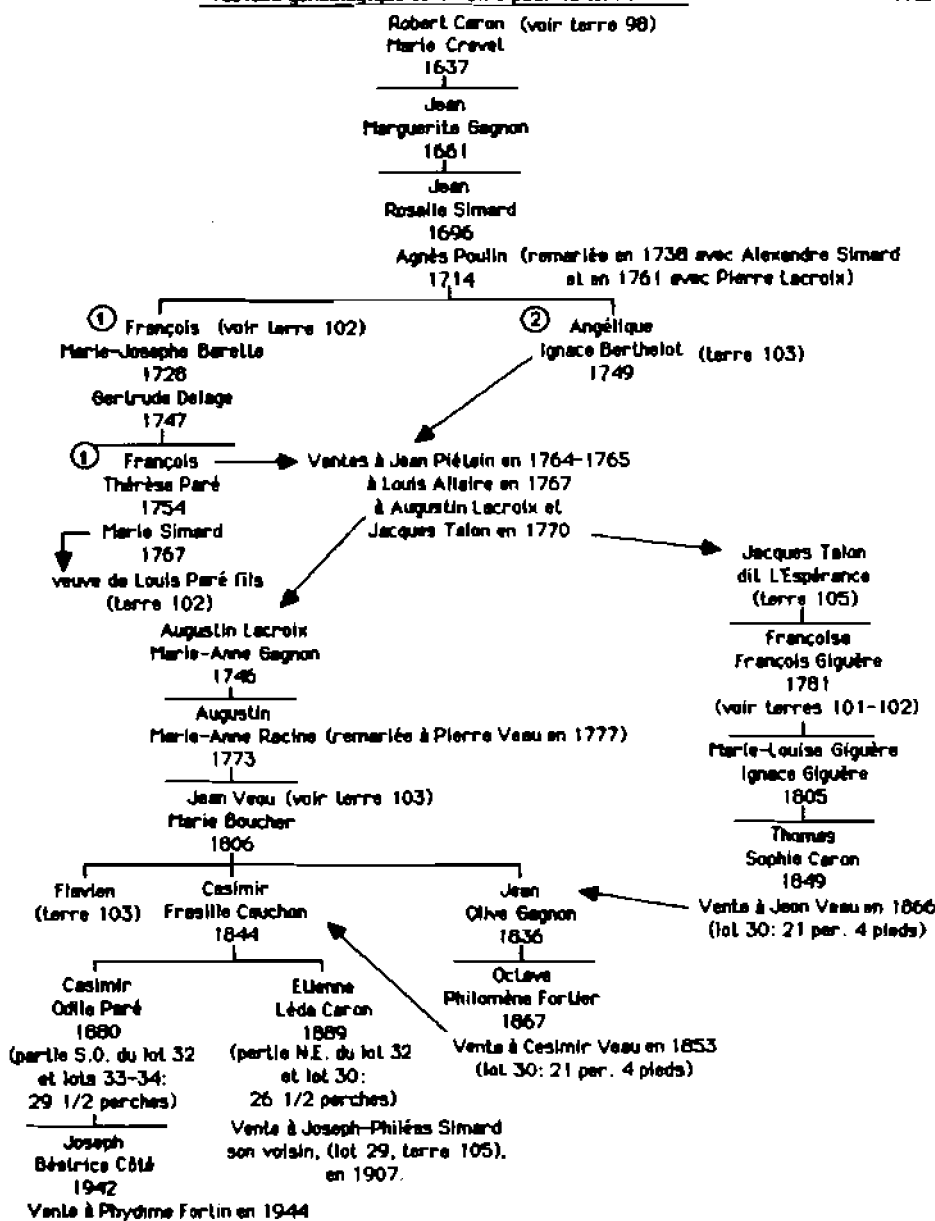 Robert Caron (voir terre 98)
Marie Crevet
1637
Jean
Marguerite Gagnon
1661
Jean
Rosalie Simard
1696
Agnès Poulin (remariée en 1738 avec Alexandre Simard
et en 1761 avec Pierre Lacroix)
1714
① François (voir terre 102)
Marie-Josephe Barette
1728
Gertrude Delage
1747
② Angélique
Ignace Berthelot (terre 103)
1749
① François
Thérèse Paré
1754
Marie Simard
1767
veuve de Louis Paré fils
(terre 102)
Ventes à Jean Piétain en 1764-1765
à Louis Allaire en 1767
à Augustin Lacroix et
Jacques Talon en 1770
Jacques Talon
dit L'Espérance
(terre 105)
Françoise
François Giguère
1781
(voir terres 101-102)
Marie-Louise Giguère
Ignace Giguère
1805
Thomas
Sophie Caron
1849
Vente à Jean Veau en 1866
(lot 30: 21 per. 4 pieds)
Augustin Lacroix
Marie-Anne Gagnon
1746
Augustin
Marie-Anne Racine (remariée à Pierre Veau en 1777)
1773
Jean Veau (voir terre 103)
Marie Boucher
1806
Flavien
(terre 103)
Casimir
Frasille Cauchon
1844
Jean
Olive Gagnon
1836
Octave
Philomène Fortier
1867
Vente à Casimir Veau en 1853
(lot 30: 21 per. 4 pieds)
Casimir
Odile Paré
1880
(partie S.O. du lot 32
et lots 33-34:
29 1/2 perches)
Etienne
Léda Caron
1889
(partie N.E. du lot 32
et lot 30:
26 1/2 perches)
Vente à Joseph-Philéas Simard
son voisin, (lot 29, terre 105),
en 1907.
Joseph
Béatrice Côté
1942
Vente à Phydime Fortin en 1944